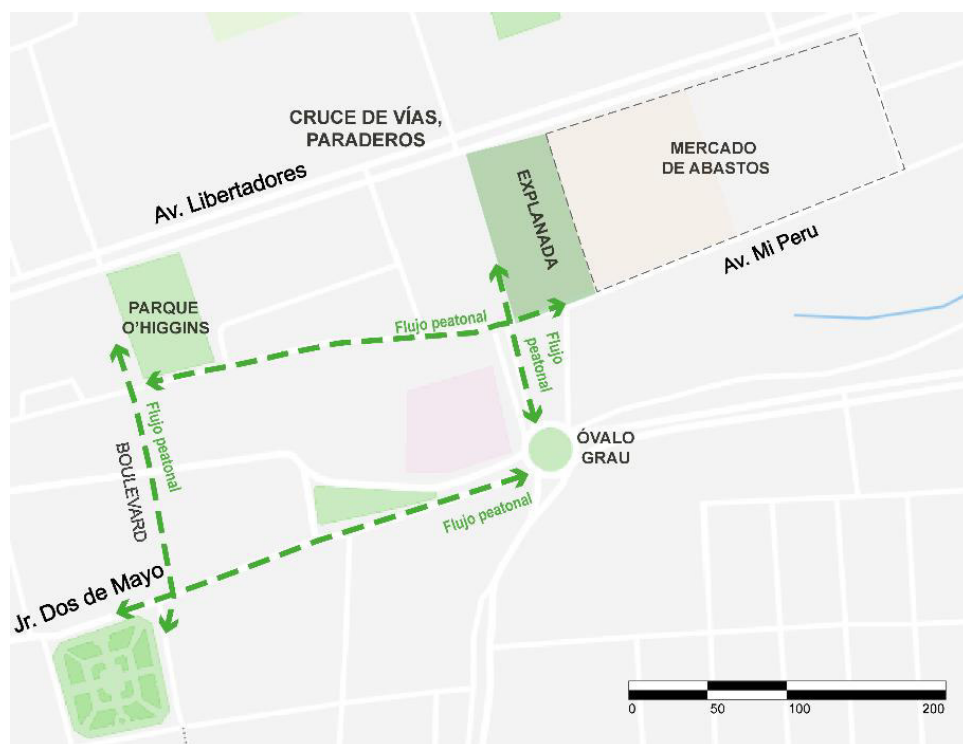 CRUCE DE VÍAS,
PARADEROS
MERCADO
DE ABASTOS
EXPLANADA
Av. Libertadores
Av. Mi Peru
PARQUE
O'HIGGINS
Flujo peatonal
Flujo
peatonal
Flujo peatonal
BOULEVARD
ÓVALO
GRAU
Flujo peatonal
Jr. Dos de Mayo
0 50 100 200